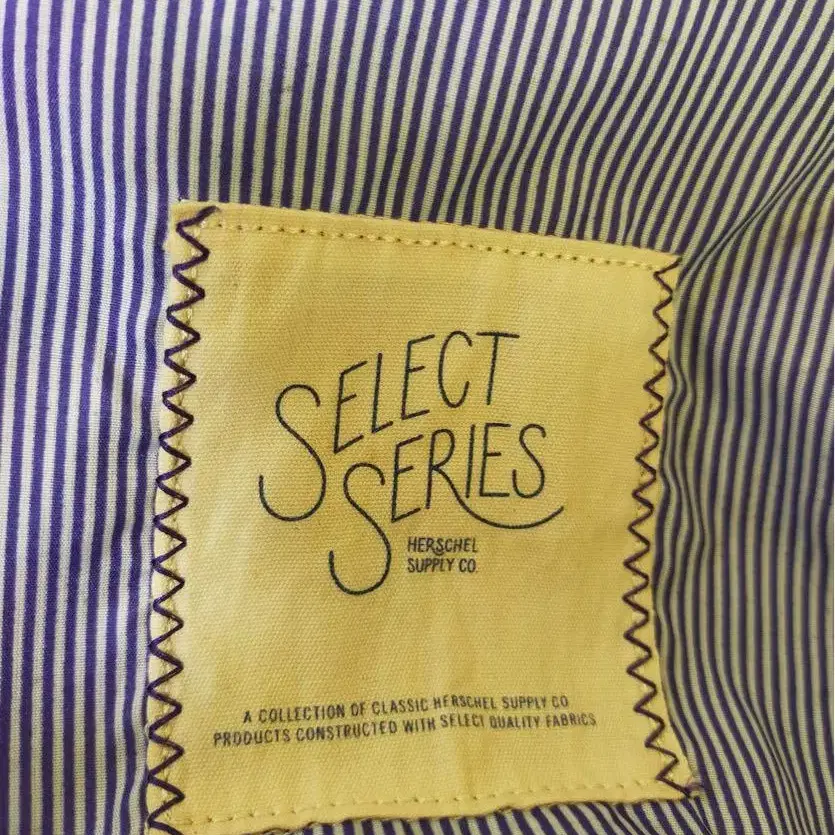 SELECT
SERIES
HERSCHEL
SUPPLY CO.
A COLLECTION OF CLASSIC HERSCHEL SUPPLY CO
PRODUCTS CONSTRUCTED WITH SELECT QUALITY FABRICS